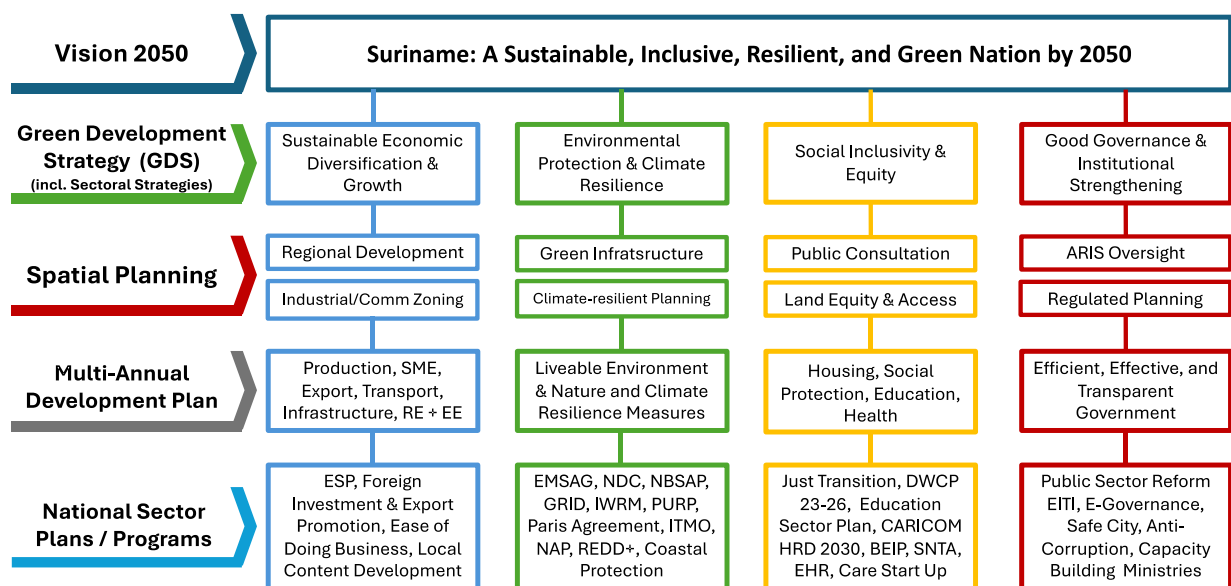 Vision 2050
Suriname: A Sustainable, Inclusive, Resilient, and Green Nation by 2050
Green Development
Strategy (GDS)
(incl. Sectoral Strategies)
Sustainable Economic
Diversification &
Growth
Environmental
Protection & Climate
Resilience
Social Inclusivity &
Equity
Good Governance &
Institutional
Strengthening
Spatial Planning
Regional Development
Green Infratsructure
Public Consultation
ARIS Oversight
Industrial/Comm Zoning
Climate-resilient Planning
Land Equity & Access
Regulated Planning
Multi-Annual
Development Plan
Production, SME,
Export, Transport,
Infrastructure, RE + EE
Liveable Environment
& Nature and Climate
Resilience Measures
Housing, Social
Protection, Education,
Health
Efficient, Effective, and
Transparent
Government
National Sector
Plans / Programs
ESP, Foreign
Investment & Export
Promotion, Ease of
Doing Business, Local
Content Development
EMSAG, NDC, NBSAP,
GRID, IWRM, PURP,
Paris Agreement, ITMO,
NAP, REDD+, Coastal
Protection
Just Transition, DWCP
23-26, Education
Sector Plan, CARICOM
HRD 2030, BEIP, SNTA,
EHR, Care Start Up
Public Sector Reform
EITI, E-Governance,
Safe City, Anti-
Corruption, Capacity
Building Ministries